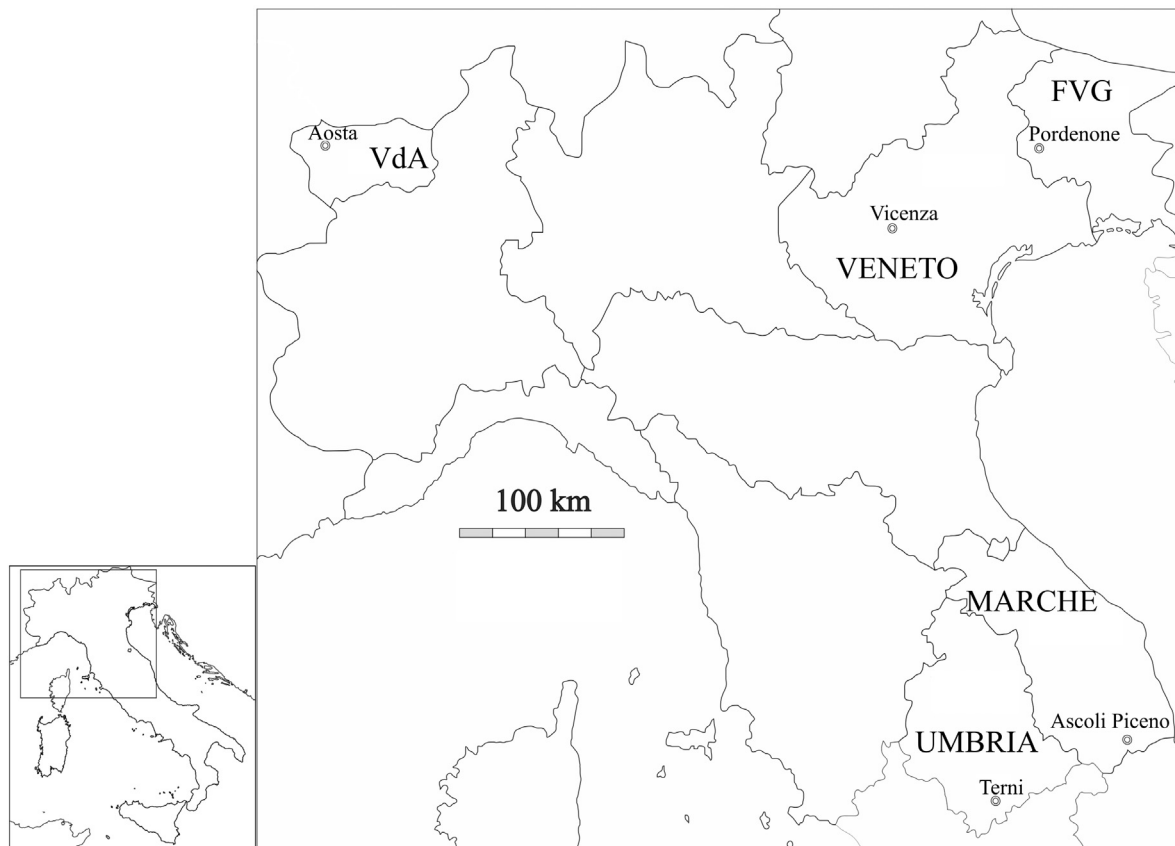 FVG
Aosta
Pordenone
VdA
Vicenza
VENETO
100 km
MARCHE
Ascoli Piceno
UMBRIA
Terni